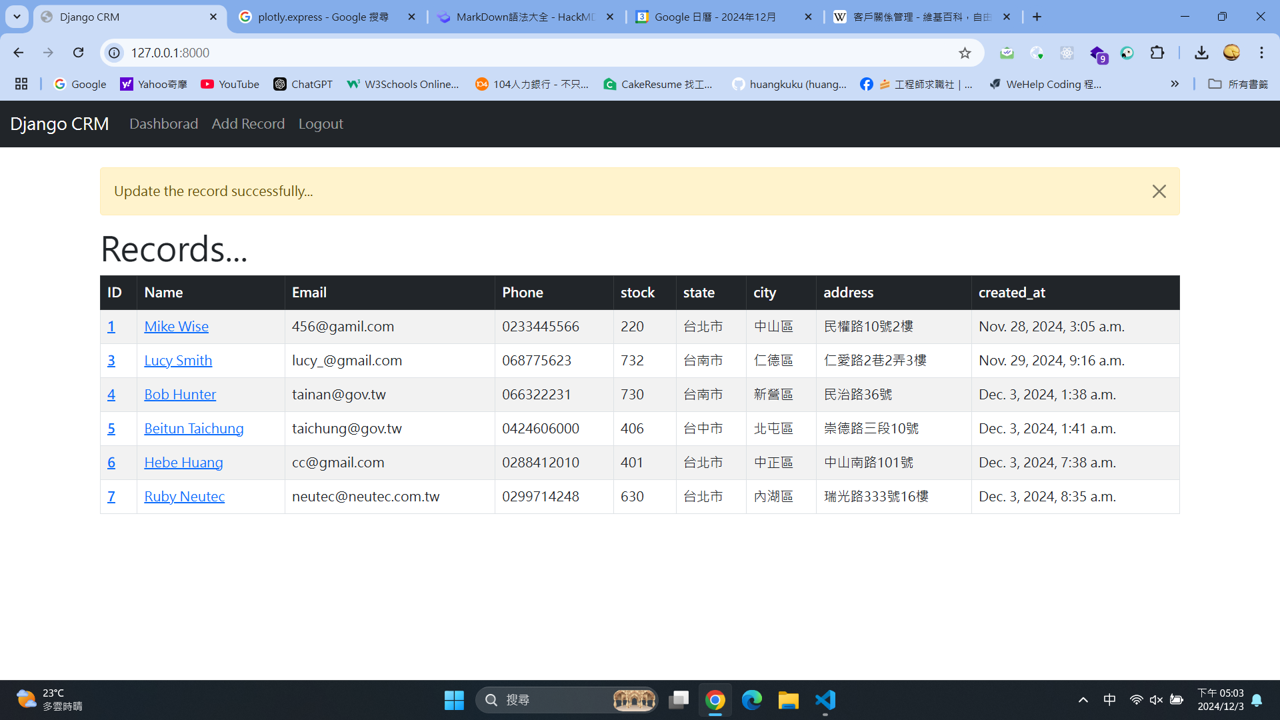 Django CRM
plotly.express - Google 搜尋
MarkDown語法大全 - HackMD
Google 日曆 - 2024年12月
客戶關係管理 - 維基百科，自由
127.0.0.1:8000
9
Google
Yahoo奇摩
YouTube
ChatGPT
W3Schools Online...
104人力銀行 - 不只...
CakeResume 找工...
huangkuku (huang...
工程師求職社 | ...
WeHelp Coding 程...
所有書籤
Django CRM Dashborad Add Record Logout
Update the record successfully...
Records...
ID Name Email Phone stock state city address created_at
1 Mike Wise 456@gamil.com 0233445566 220 台北市 中山區 民權路10號2樓 Nov. 28, 2024, 3:05 a.m.
3 Lucy Smith lucy_@gmail.com 068775623 732 台南市 仁德區 仁愛路2巷2弄3樓 Nov. 29, 2024, 9:16 a.m.
4 Bob Hunter tainan@gov.tw 066322231 730 台南市 新營區 民治路36號 Dec. 3, 2024, 1:38 a.m.
5 Beitun Taichung taichung@gov.tw 0424606000 406 台中市 北屯區 崇德路三段10號 Dec. 3, 2024, 1:41 a.m.
6 Hebe Huang cc@gmail.com 0288412010 401 台北市 中正區 中山南路101號 Dec. 3, 2024, 7:38 a.m.
7 Ruby Neutec neutec@neutec.com.tw 0299714248 630 台北市 內湖區 瑞光路333號16樓 Dec. 3, 2024, 8:35 a.m.
23°C
多雲時晴
搜尋
中
下午 05:03
2024/12/3